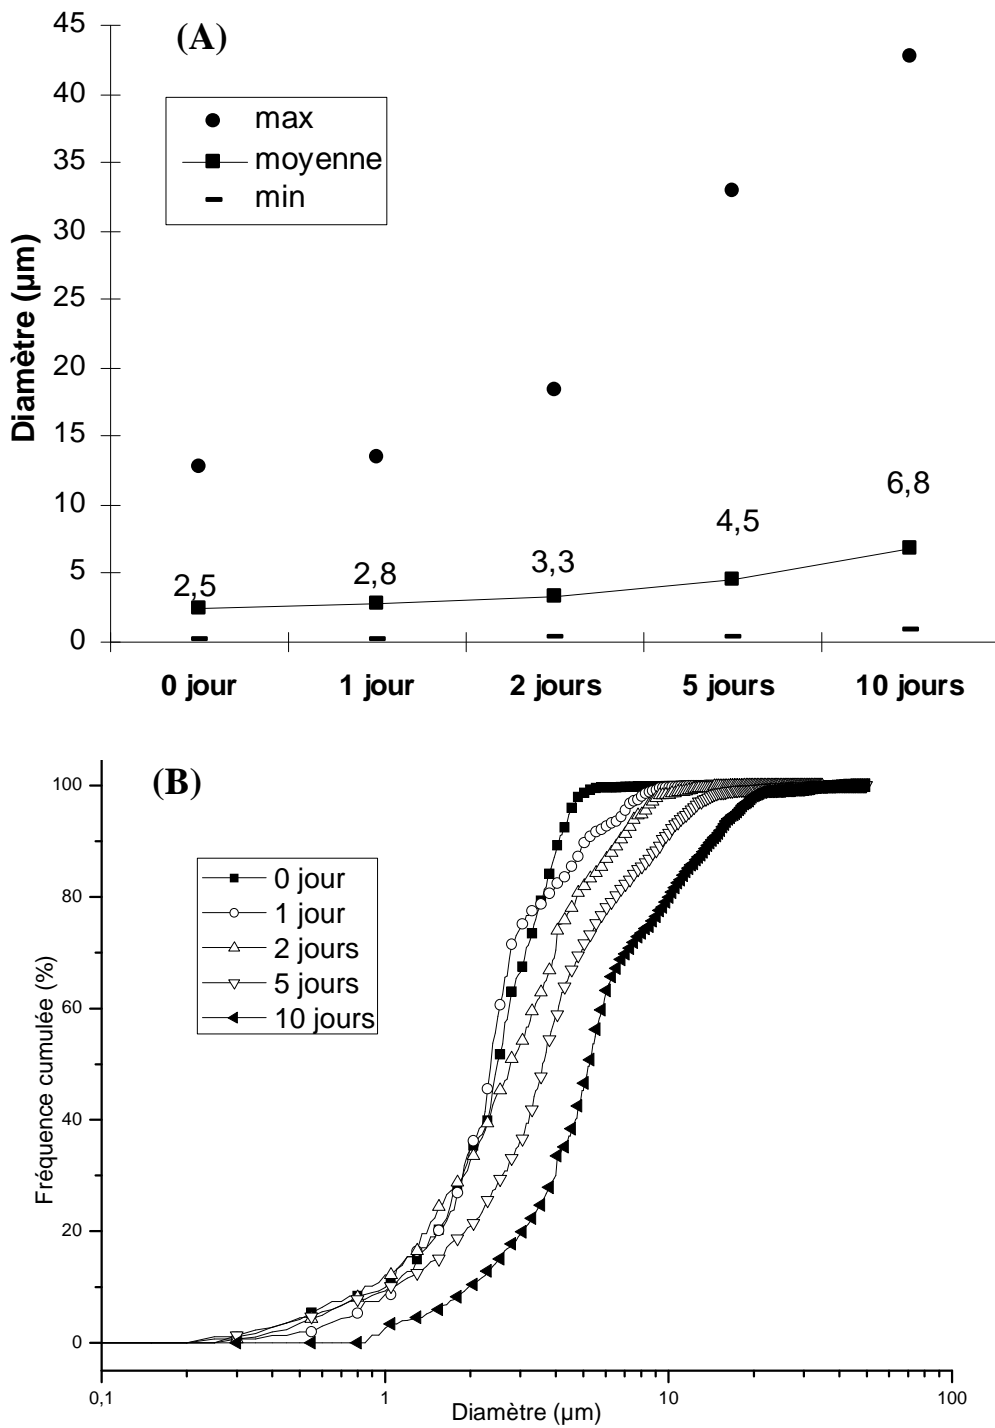 (A)
45
40
35
30
25
20
15
10
5
0
Diamètre (µm)
max
moyenne
min
2,5
2,8
3,3
4,5
6,8
0 jour
1 jour
2 jours
5 jours
10 jours
(B)
100
80
60
40
20
0
Fréquence cumulée (%)
0 jour
1 jour
2 jours
5 jours
10 jours
0,1
1
10
100
Diamètre (µm)